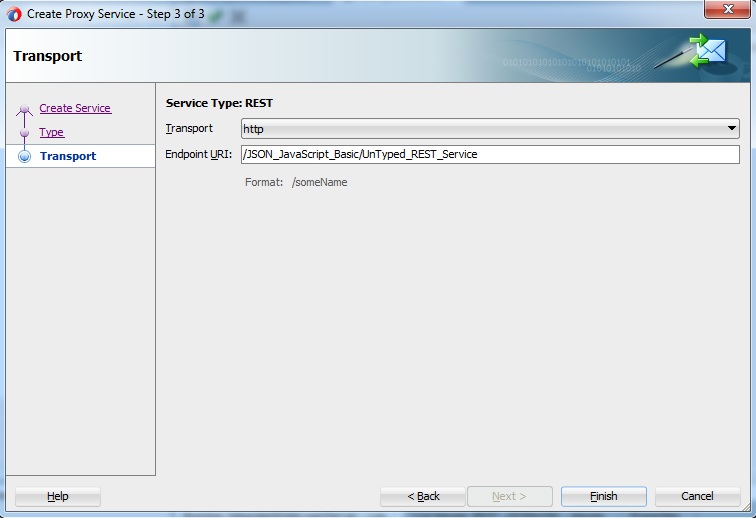 Create Proxy Service - Step 3 of 3
Transport
Create Service
Type
Transport
Service Type: REST
Transport http
Endpoint URI: /JSON_JavaScript_Basic/UnTyped_REST_Service
Format: /someName
Help < Back Next > Finish Cancel